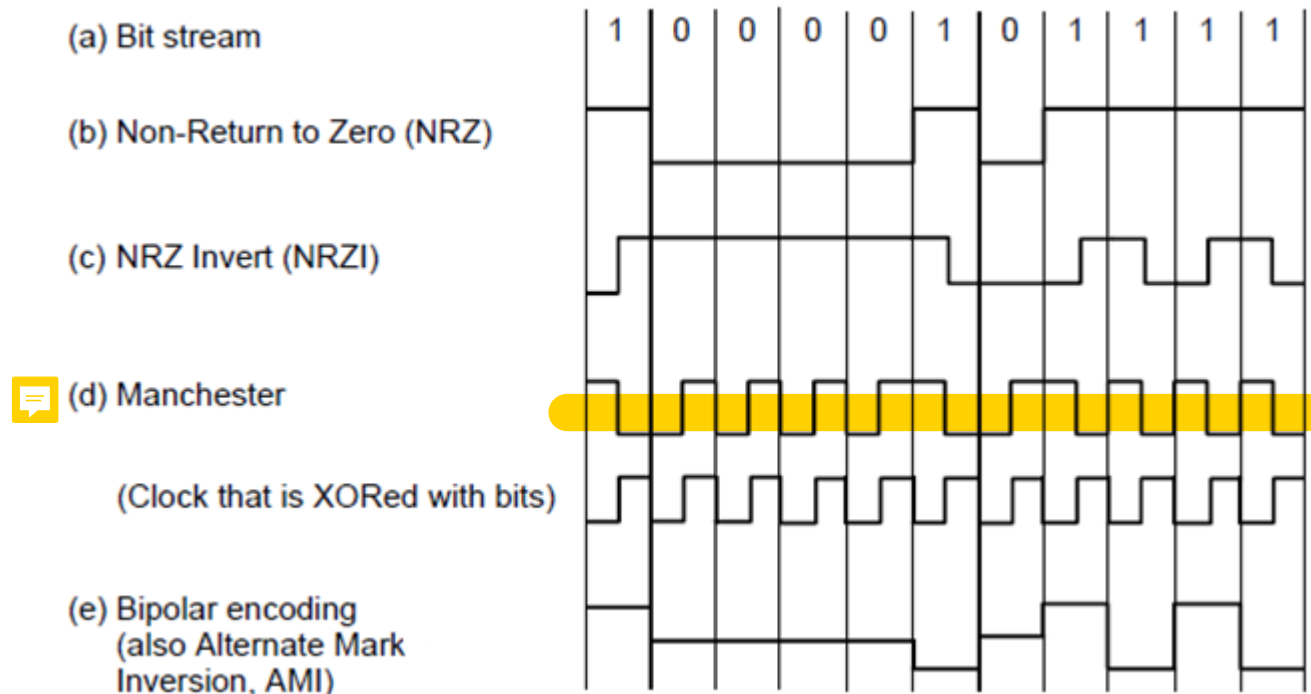 (a) Bit stream 1 0 0 0 0 1 0 1 1 1 1
(b) Non-Return to Zero (NRZ)
(c) NRZ Invert (NRZI)
(d) Manchester
(Clock that is XORed with bits)
(e) Bipolar encoding
(also Alternate Mark
Inversion, AMI)